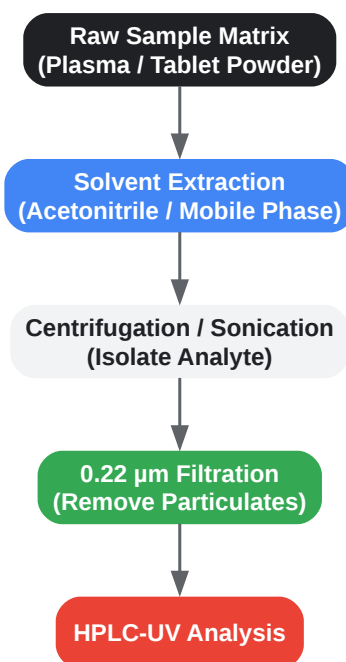 Raw Sample Matrix
(Plasma / Tablet Powder)
Solvent Extraction
(Acetonitrile / Mobile Phase)
Centrifugation / Sonication
(Isolate Analyte)
0.22 µm Filtration
(Remove Particulates)
HPLC-UV Analysis